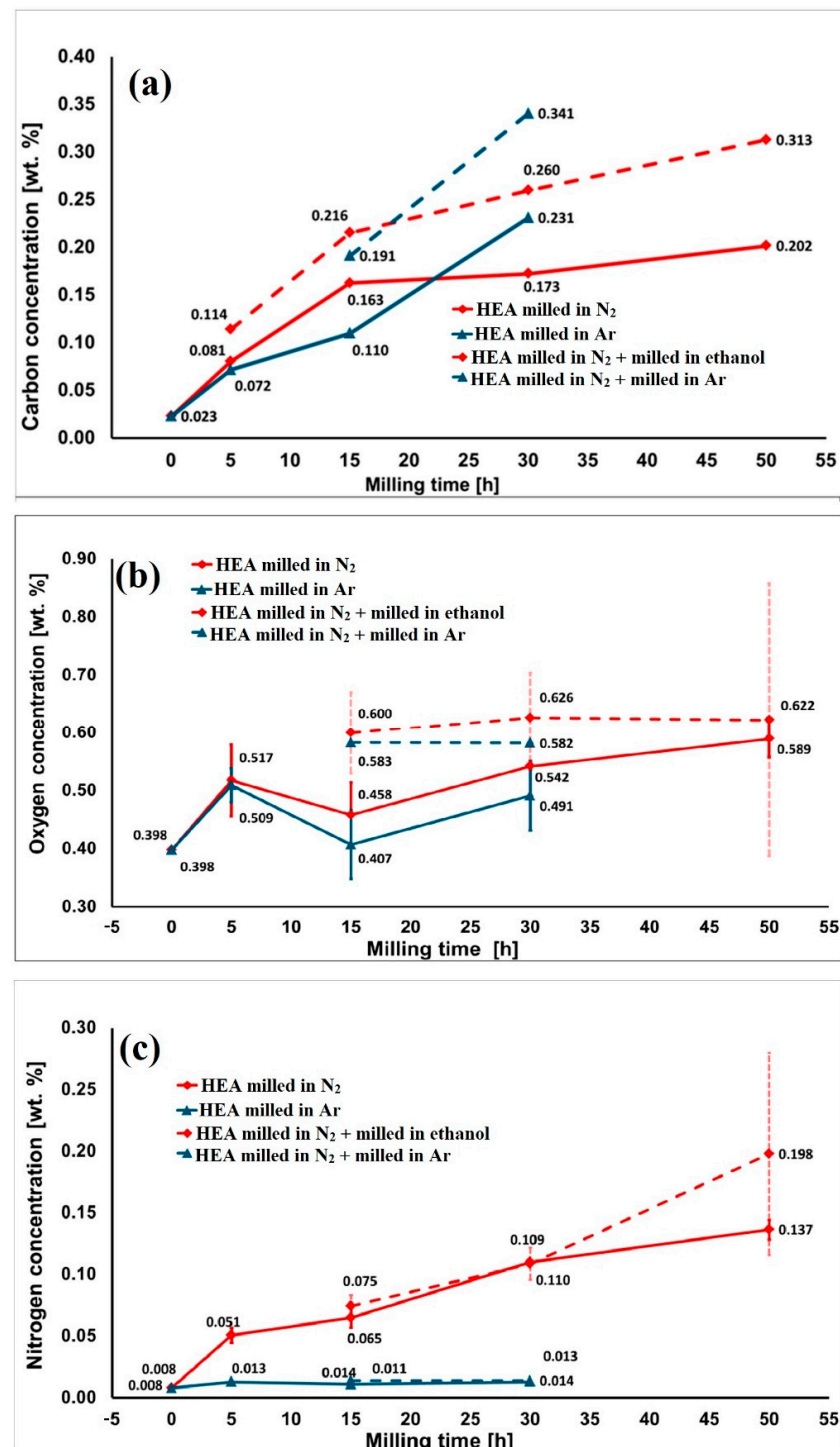 (a)
Carbon concentration [wt. %]
0.40
0.35
0.30
0.25
0.20
0.15
0.10
0.05
0.00
0.341
0.313
0.260
0.216
0.191
0.231
0.202
0.163
0.173
0.114
0.081
0.072
0.110
0.023
HEA milled in N₂
HEA milled in Ar
HEA milled in N₂ + milled in ethanol
HEA milled in N₂ + milled in Ar
0 5 10 15 20 25 30 35 40 45 50 55
Milling time [h]
(b)
Oxygen concentration [wt. %]
0.90
0.80
0.70
0.60
0.50
0.40
0.30
HEA milled in N₂
HEA milled in Ar
HEA milled in N₂ + milled in ethanol
HEA milled in N₂ + milled in Ar
0.600
0.626
0.622
0.583
0.582
0.589
0.517
0.542
0.509
0.458
0.491
0.407
0.398
0.398
-5 0 5 10 15 20 25 30 35 40 45 50 55
Milling time [h]
(c)
Nitrogen concentration [wt. %]
0.30
0.25
0.20
0.15
0.10
0.05
0.00
HEA milled in N₂
HEA milled in Ar
HEA milled in N₂ + milled in ethanol
HEA milled in N₂ + milled in Ar
0.198
0.137
0.109
0.110
0.075
0.065
0.051
0.008
0.008
0.013
0.014
0.011
0.013
0.014
-5 0 5 10 15 20 25 30 35 40 45 50 55
Milling time [h]